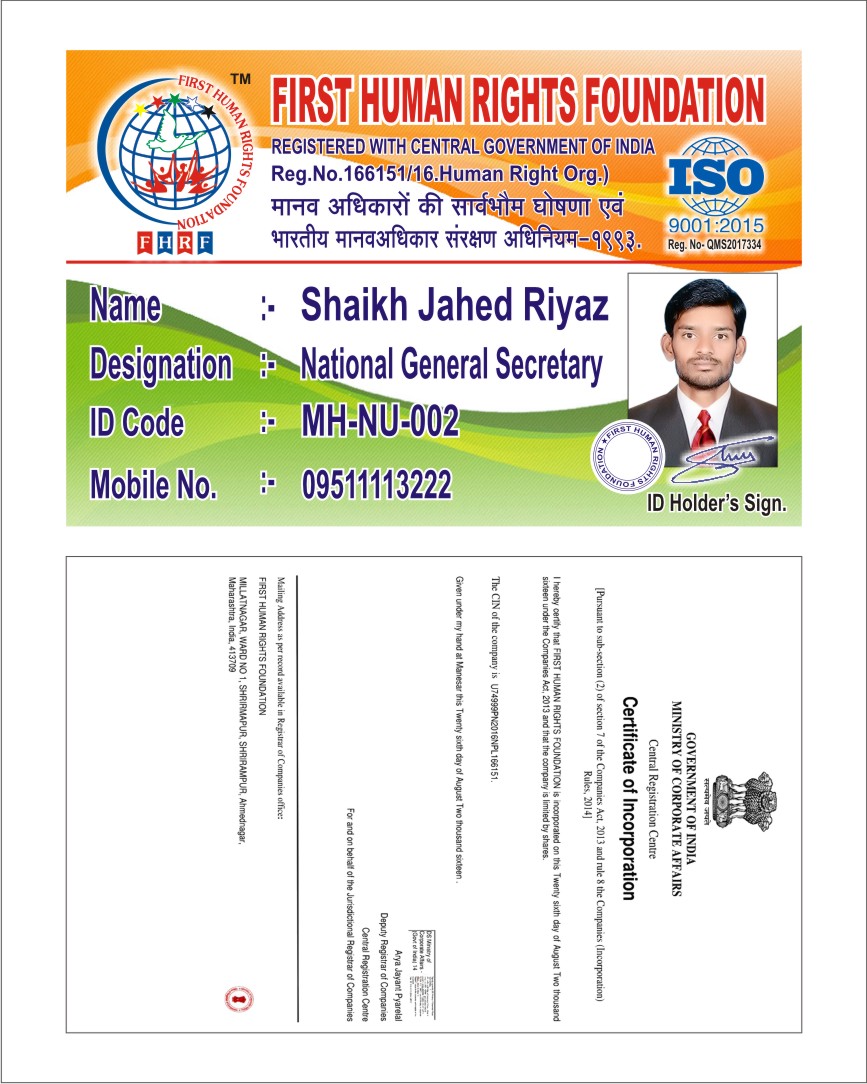 TM
FIRST HUMAN RIGHTS FOUNDATION
FHRF
FIRST HUMAN RIGHTS FOUNDATION
REGISTERED WITH CENTRAL GOVERNMENT OF INDIA
Reg.No.166151/16.Human Right Org.)
मानव अधिकारों की सार्वभौम घोषणा एवं
भारतीय मानवअधिकार संरक्षण अधिनियम-१९९३.
ISO
9001:2015
Reg. No- QMS2017334
Name :- Shaikh Jahed Riyaz
Designation :- National General Secretary
ID Code :- MH-NU-002
Mobile No. :- 09511113222
FIRST HUMAN RIGHTS FOUNDATION
ID Holder's Sign.
सत्यमेव जयते
GOVERNMENT OF INDIA
MINISTRY OF CORPORATE AFFAIRS
Central Registration Centre
Certificate of Incorporation
[Pursuant to sub-section (2) of section 7 of the Companies Act, 2013 and rule 8 the Companies (Incorporation)
Rules, 2014]
I hereby certify that FIRST HUMAN RIGHTS FOUNDATION is incorporated on this Twenty sixth day of August Two thousand
sixteen under the Companies Act, 2013 and that the company is limited by shares.
The CIN of the company is U74999PN2016NPL166151.
Given under my hand at Manesar this Twenty sixth day of August Two thousand sixteen .
DS Ministry of
Corporate Affairs -
(Govt of India) 14
Arya Jayant Pyarelal
Deputy Registrar of Companies
Central Registration Centre
For and on behalf of the Jurisdictional Registrar of Companies
Mailing Address as per record available in Registrar of Companies office:
FIRST HUMAN RIGHTS FOUNDATION
MILLATNAGAR, WARD NO 1, SHRIRMAPUR, SHRIRAMPUR, Ahmednagar,
Maharashtra, India, 413709